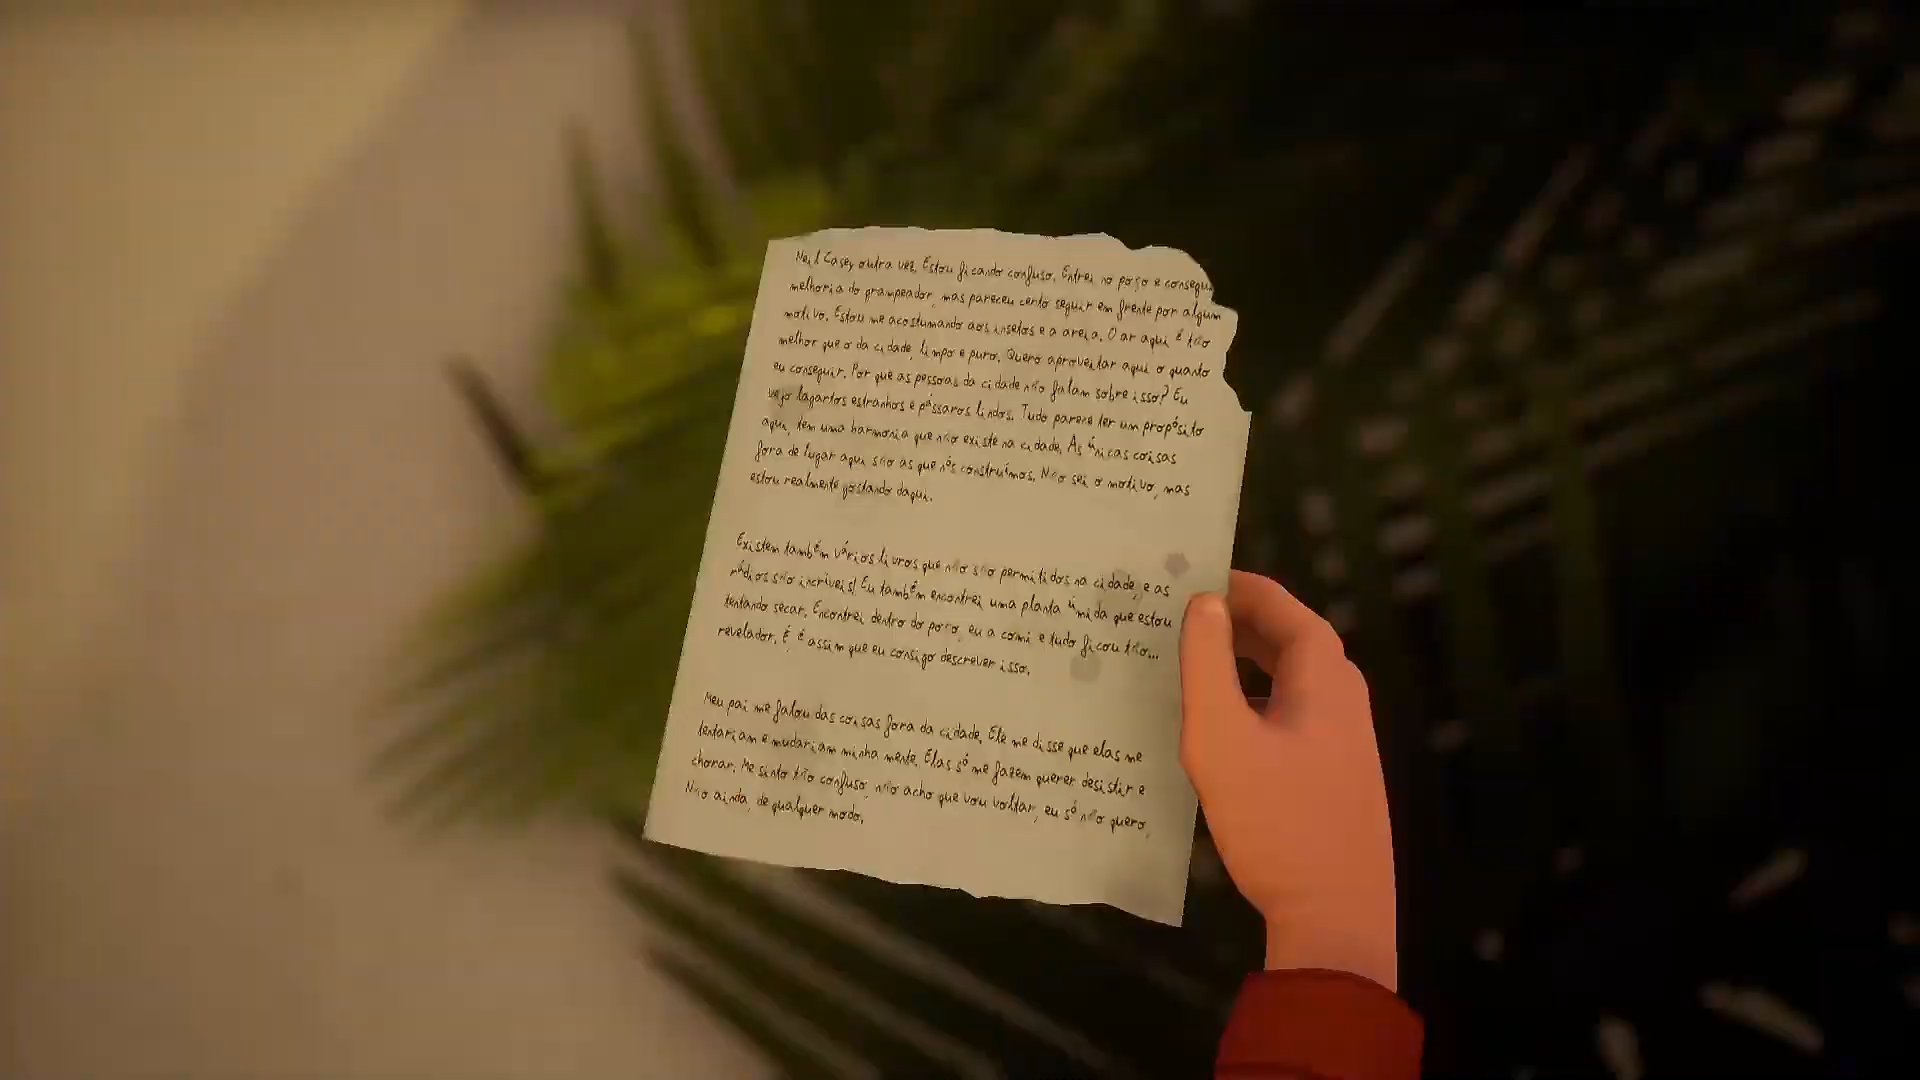 Neil Casey outra vez. Estou ficando confuso. Entrei no poço e consegui
melhoria do grampeador, mas pareceu certo seguir em frente por algum
motivo. Estou me acostumando aos insetos e a areia. O ar aqui é tão
melhor que o da cidade, limpo e puro. Quero aproveitar aqui o quanto
eu conseguir. Por que as pessoas da cidade não falam sobre isso? Eu
vejo lagartos estranhos e pássaros lindos. Tudo parece ter um propósito
aqui, tem uma harmonia que não existe na cidade. As únicas coisas
fora de lugar aqui são as que nós construímos. Não sei o motivo, mas
estou realmente gostando daqui.
Existem também vários livros que não são permitidos na cidade, e as
rádios são incríveis! Eu também encontrei uma planta úmida que estou
tentando secar. Encontrei dentro do poço, eu a comi e tudo ficou tão...
revelador. É, é assim que eu consigo descrever isso.
Meu pai me falou das coisas fora da cidade. Ele me disse que elas me
tentariam e mudariam minha mente. Elas só me fazem querer desistir e
chorar. Me sinto tão confuso, não acho que vou voltar, eu só não quero.
Não ainda, de qualquer modo.